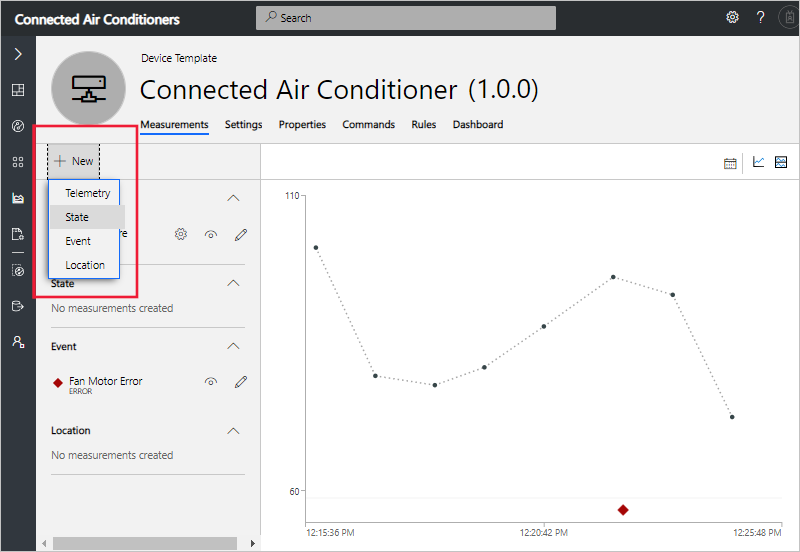 Connected Air Conditioners
Search
?
Device Template
Connected Air Conditioner (1.0.0)
Measurements Settings Properties Commands Rules Dashboard
New
Telemetry
State
re
Event
Location
State
No measurements created
Event
Fan Motor Error
ERROR
Location
No measurements created
110
60
12:15:36 PM 12:20:42 PM 12:25:48 PM